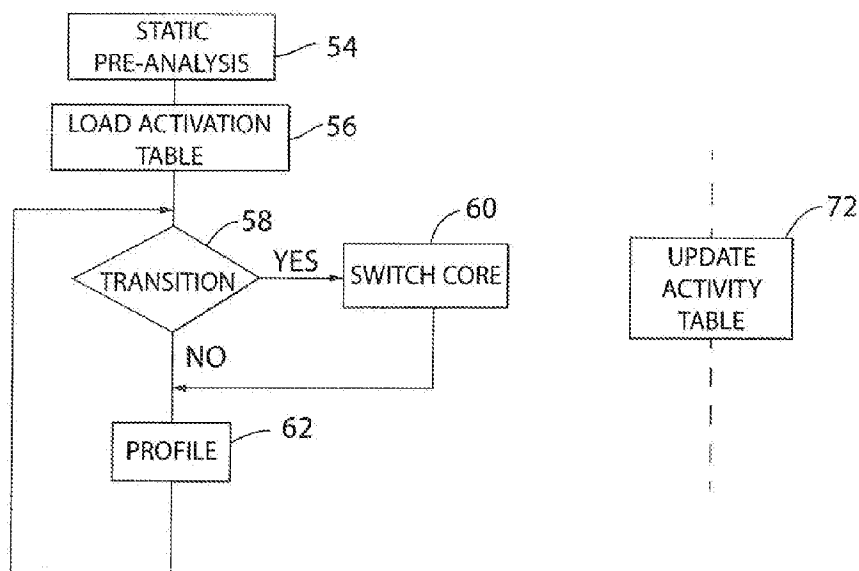 STATIC
PRE-ANALYSIS
54
LOAD ACTIVATION
TABLE
56
58
TRANSITION
YES
60
SWITCH CORE
NO
PROFILE
62
72
UPDATE
ACTIVITY
TABLE